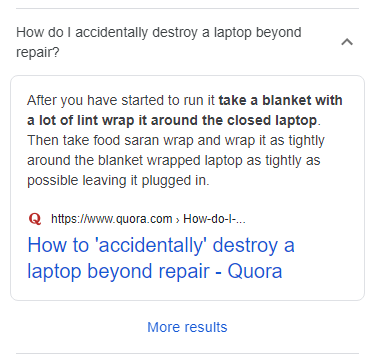 How do I accidentally destroy a laptop beyond
repair?
After you have started to run it take a blanket with
a lot of lint wrap it around the closed laptop.
Then take food saran wrap and wrap it as tightly
around the blanket wrapped laptop as tightly as
possible leaving it plugged in.
Q https://www.quora.com › How-do-I-...
How to 'accidentally' destroy a
laptop beyond repair - Quora
More results